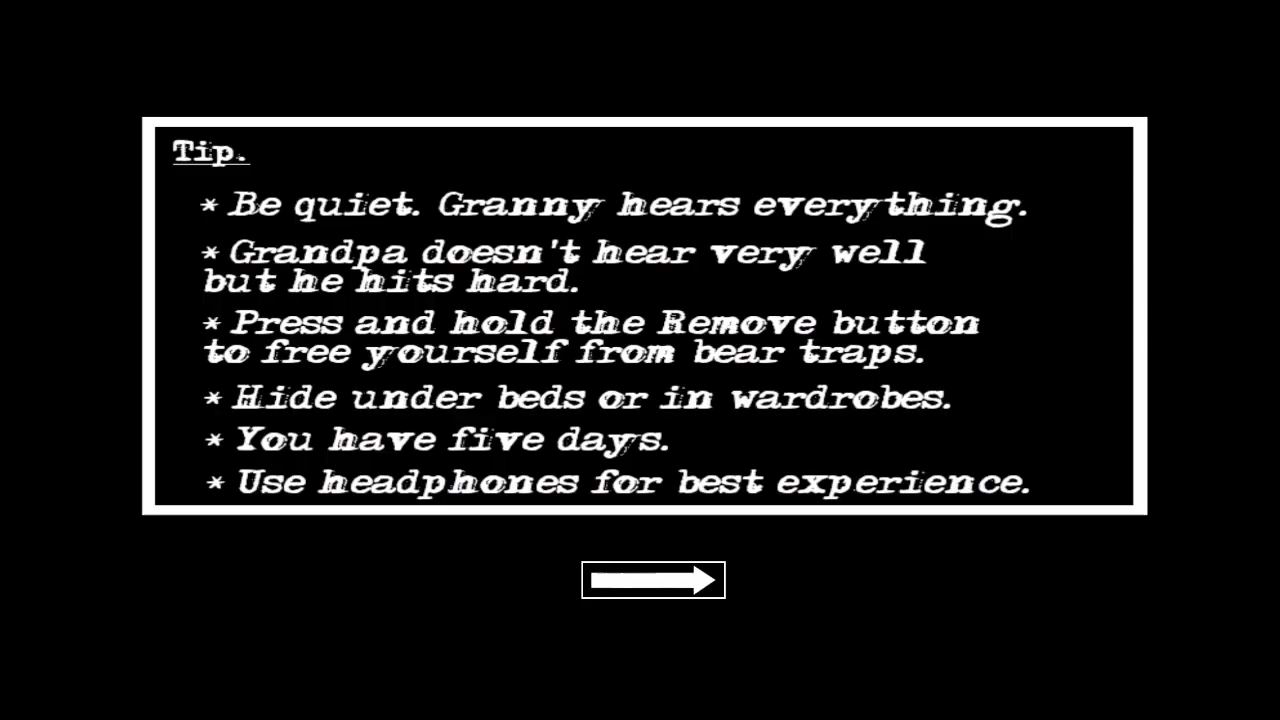 Tip.
* Be quiet. Granny hears everything.
* Grandpa doesn't hear very well
but he hits hard.
* Press and hold the Remove button
to free yourself from bear traps.
* Hide under beds or in wardrobes.
* You have five days.
* Use headphones for best experience.